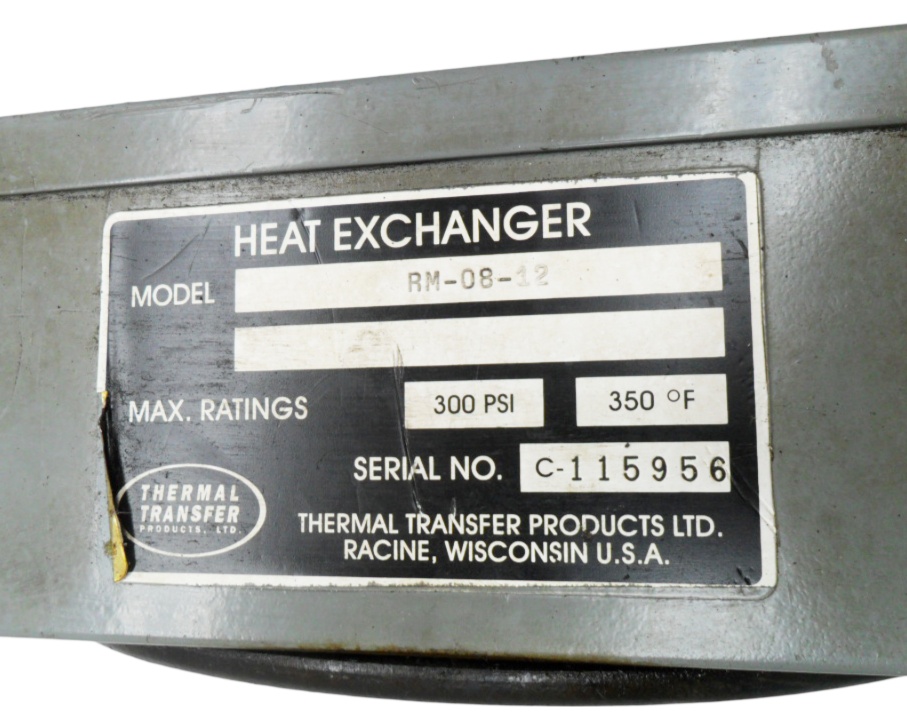 HEAT EXCHANGER
MODEL RM-08-12
MAX. RATINGS 300 PSI 350 °F
SERIAL NO. C-115956
THERMAL
TRANSFER
PRODUCTS, LTD.
THERMAL TRANSFER PRODUCTS LTD.
RACINE, WISCONSIN U.S.A.